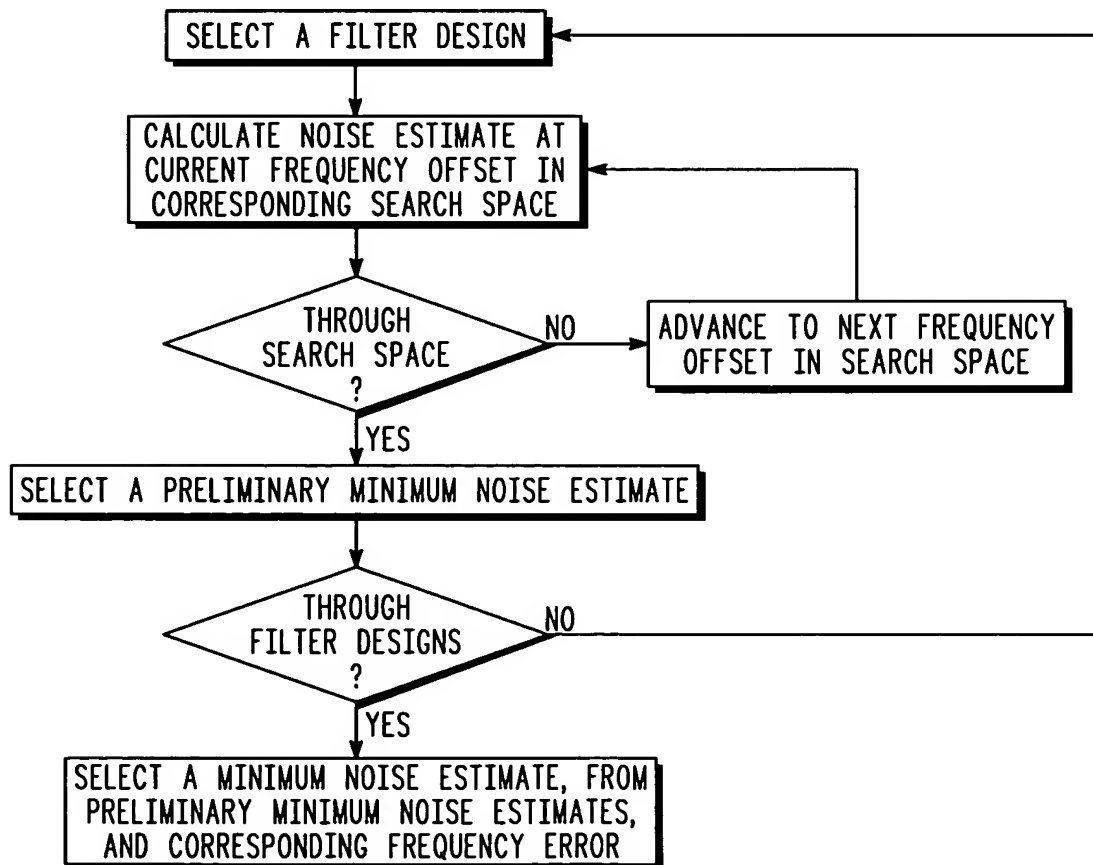 SELECT A FILTER DESIGN
CALCULATE NOISE ESTIMATE AT
CURRENT FREQUENCY OFFSET IN
CORRESPONDING SEARCH SPACE
THROUGH
SEARCH SPACE
?
NO
ADVANCE TO NEXT FREQUENCY
OFFSET IN SEARCH SPACE
YES
SELECT A PRELIMINARY MINIMUM NOISE ESTIMATE
THROUGH
FILTER DESIGNS
?
NO
YES
SELECT A MINIMUM NOISE ESTIMATE, FROM
PRELIMINARY MINIMUM NOISE ESTIMATES,
AND CORRESPONDING FREQUENCY ERROR